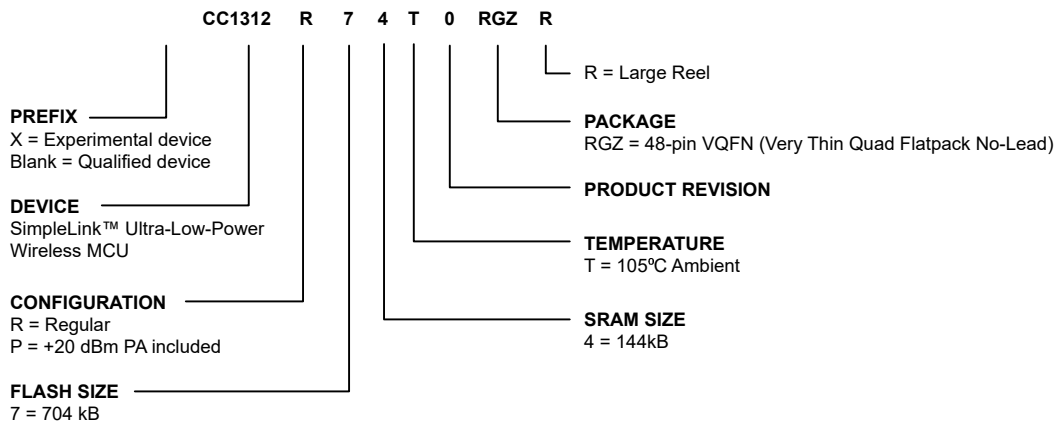 CC1312 R 7 4 T 0 RGZ R
R = Large Reel
PREFIX
X = Experimental device
Blank = Qualified device
PACKAGE
RGZ = 48-pin VQFN (Very Thin Quad Flatpack No-Lead)
PRODUCT REVISION
DEVICE
SimpleLink™ Ultra-Low-Power
Wireless MCU
TEMPERATURE
T = 105ºC Ambient
CONFIGURATION
R = Regular
P = +20 dBm PA included
SRAM SIZE
4 = 144kB
FLASH SIZE
7 = 704 kB